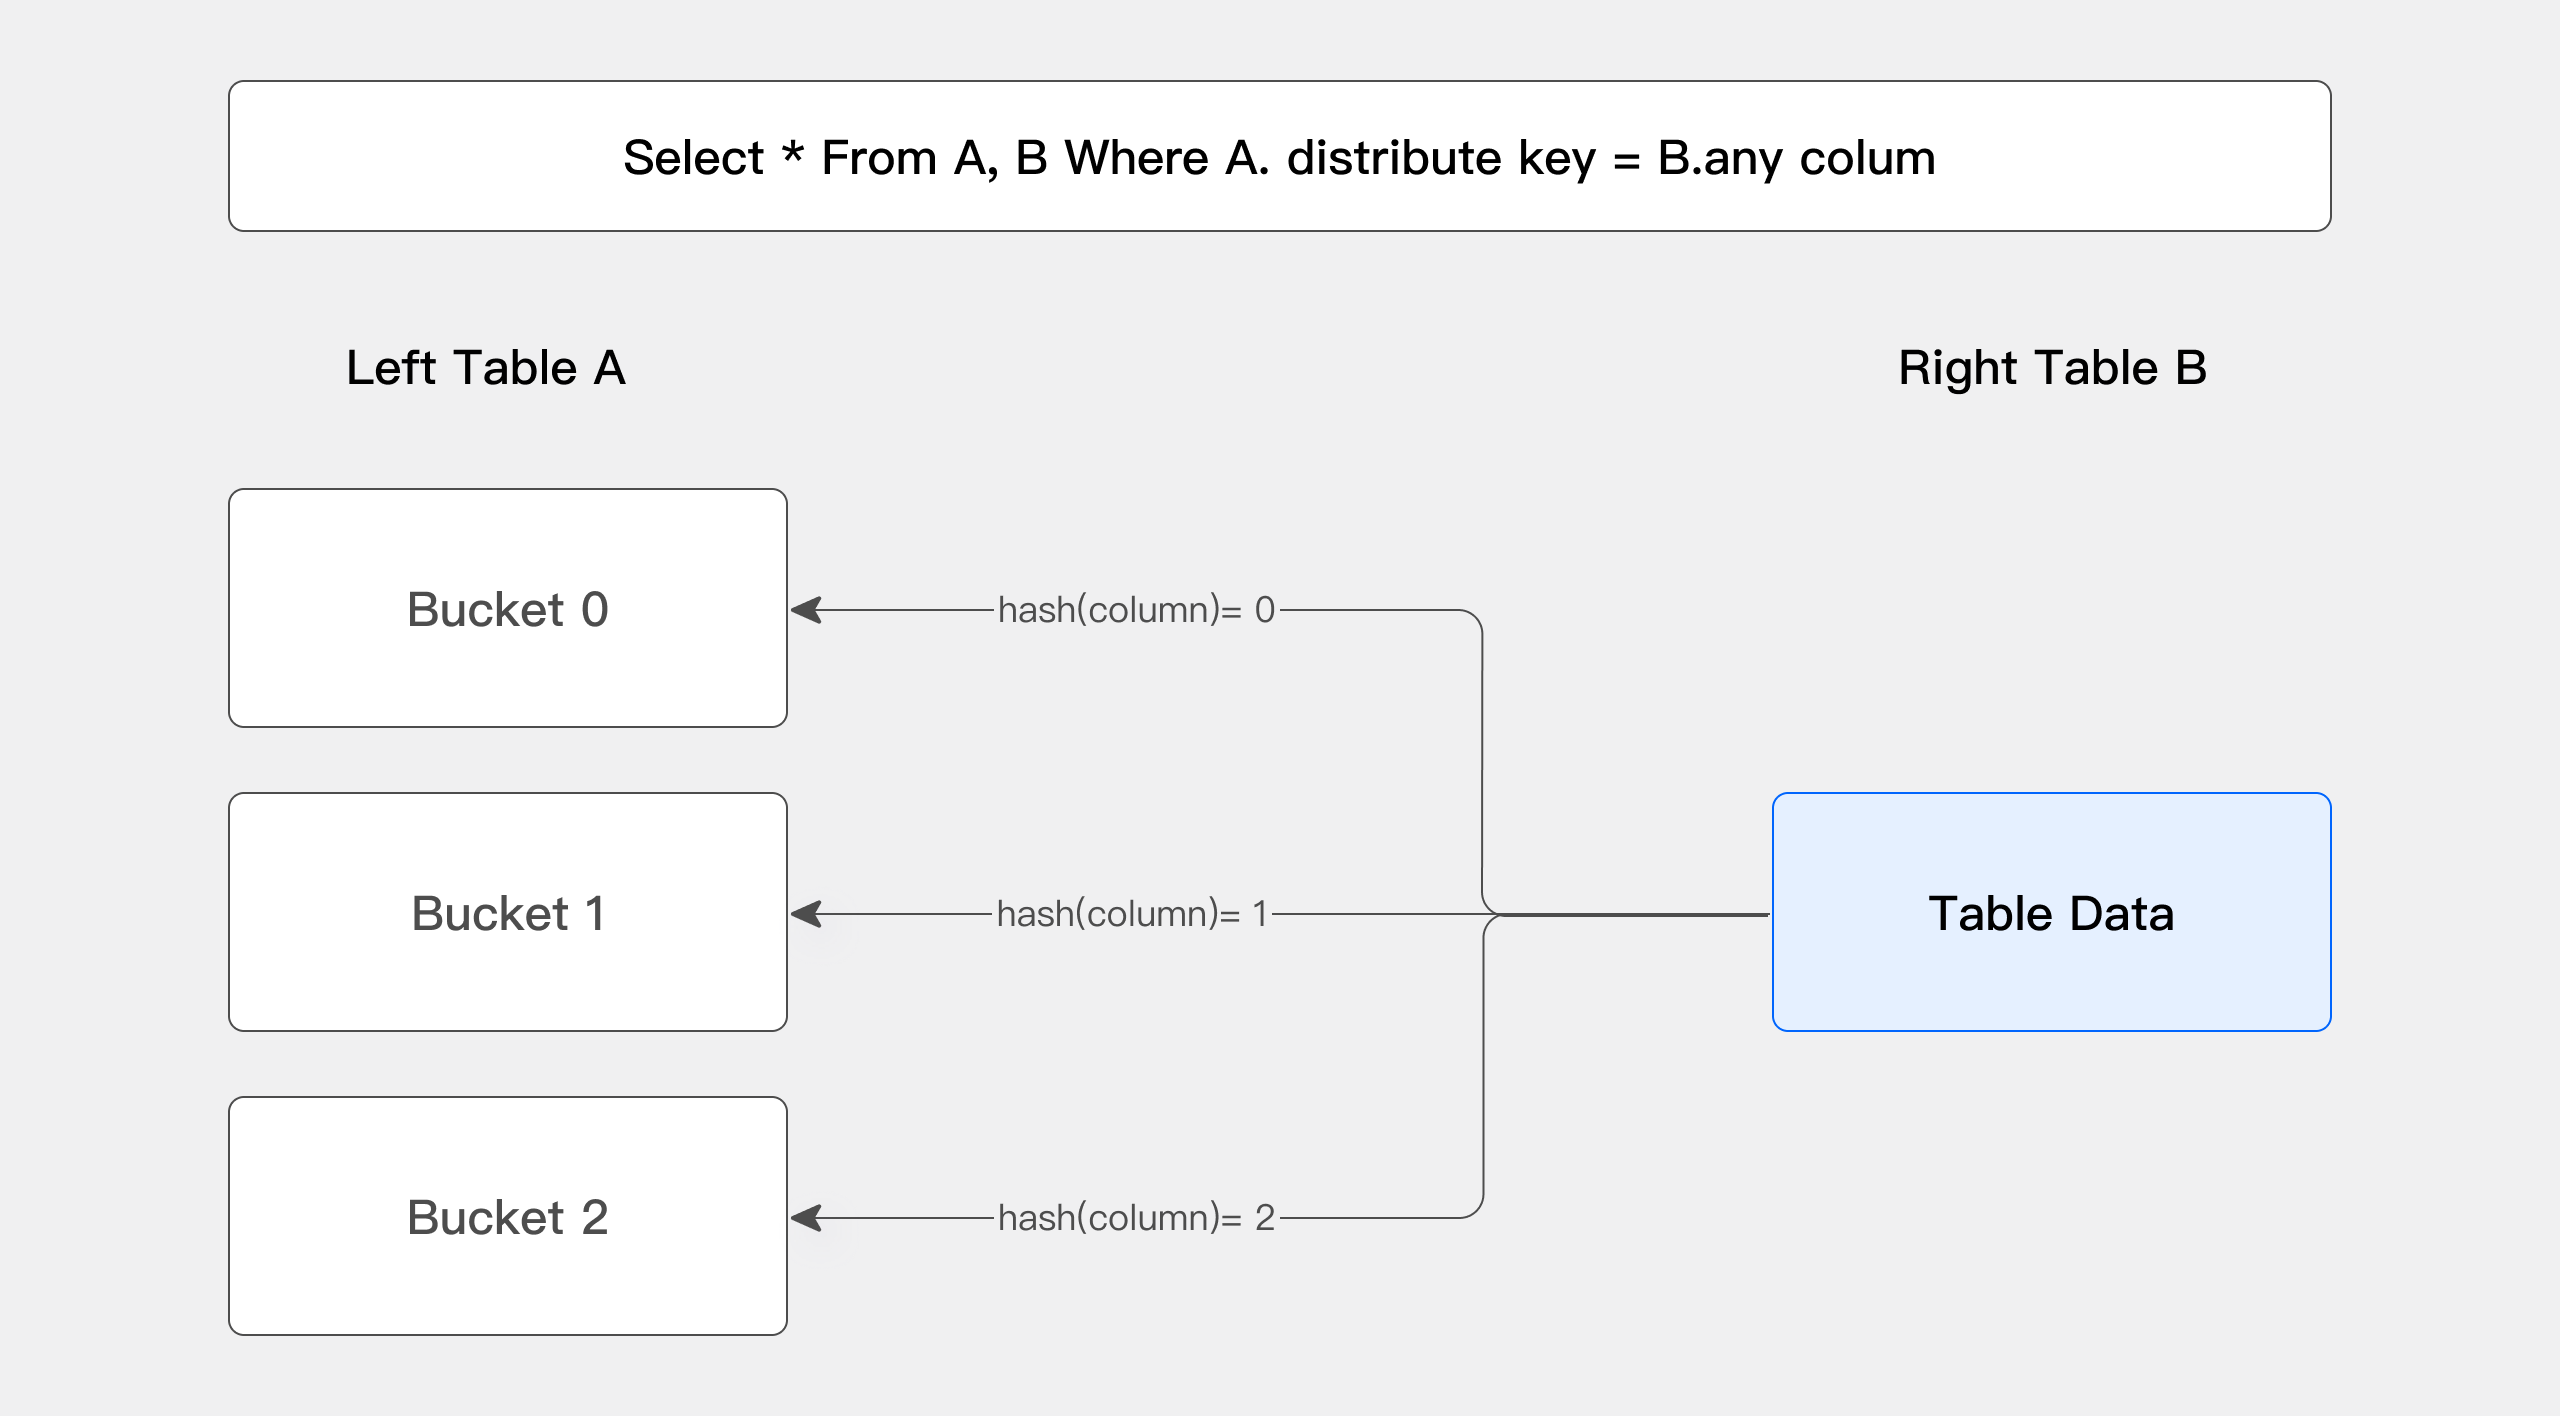 Select * From A, B Where A. distribute key = B.any colum
Left Table A
Right Table B
Bucket 0
hash(column)= 0
Bucket 1
hash(column)= 1
Table Data
Bucket 2
hash(column)= 2